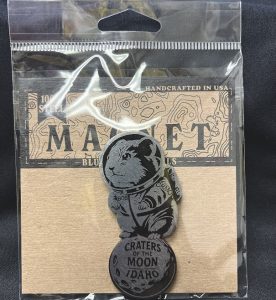 HANDCRAFTED IN USA
MAGNET
CRATERS
OF THE
MOON
IDAHO